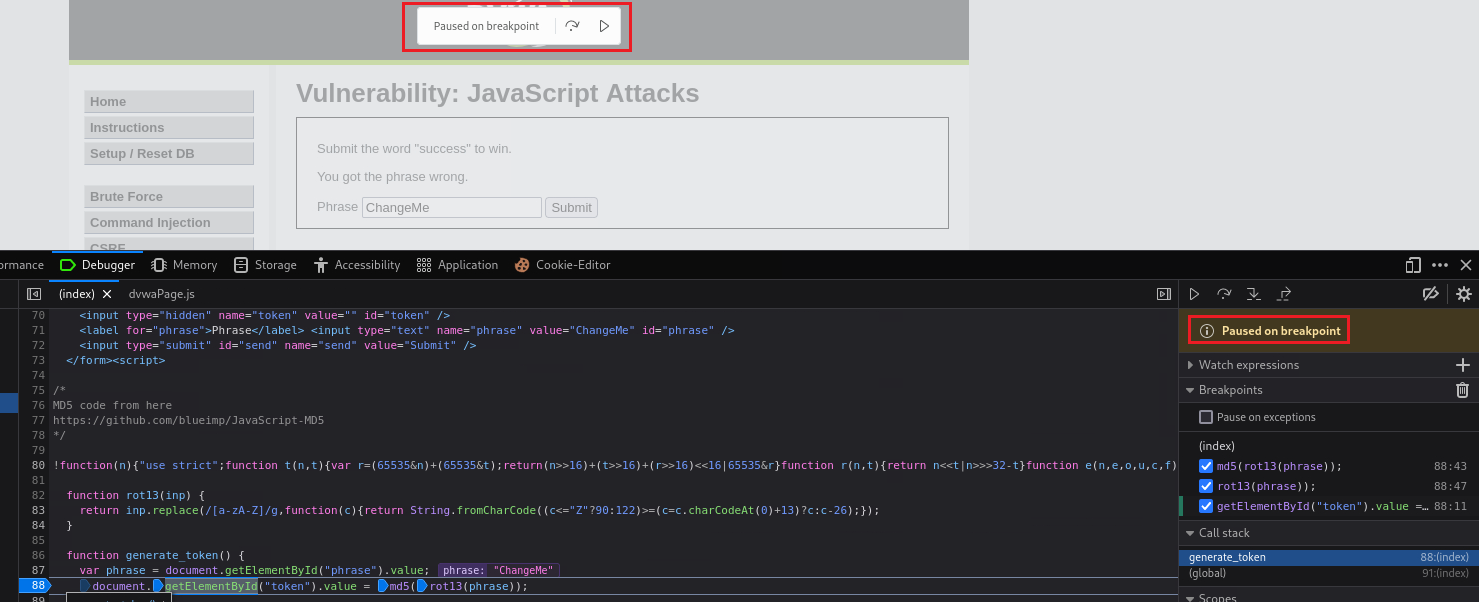 Paused on breakpoint
Vulnerability: JavaScript Attacks
Home
Instructions
Setup / Reset DB
Brute Force
Command Injection
CSRF
Submit the word "success" to win.
You got the phrase wrong.
Phrase ChangeMe Submit
ormance Debugger Memory Storage Accessibility Application Cookie-Editor
(index) dvwaPage.js
70 <input type="hidden" name="token" value="" id="token" />
71 <label for="phrase">Phrase</label> <input type="text" name="phrase" value="ChangeMe" id="phrase" />
72 <input type="submit" id="send" name="send" value="Submit" />
73 </form><script>
74
75 /*
76 MD5 code from here
77 https://github.com/blueimp/JavaScript-MD5
78 */
79
80 !function(n){"use strict";function t(n,t){var r=(65535&n)+(65535&t);return(n>>16)+(t>>16)+(r>>16)<<16|65535&r}function r(n,t){return n<<t|n>>>32-t}function e(n,e,o,u,c,f)
81
82 function rot13(inp) {
83 return inp.replace(/[a-zA-Z]/g,function(c){return String.fromCharCode((c<="Z"?90:122)>=(c=c.charCodeAt(0)+13)?c:c-26);});
84 }
85
86 function generate_token() {
87 var phrase = document.getElementById("phrase").value; phrase: "ChangeMe"
88 document.getElementById("token").value = md5(rot13(phrase));
89
Paused on breakpoint
Watch expressions
Breakpoints
Pause on exceptions
(index)
md5(rot13(phrase)); 88:43
rot13(phrase)); 88:47
getElementById("token").value =… 88:11
Call stack
generate_token 88:(index)
(global) 91:(index)
Scopes